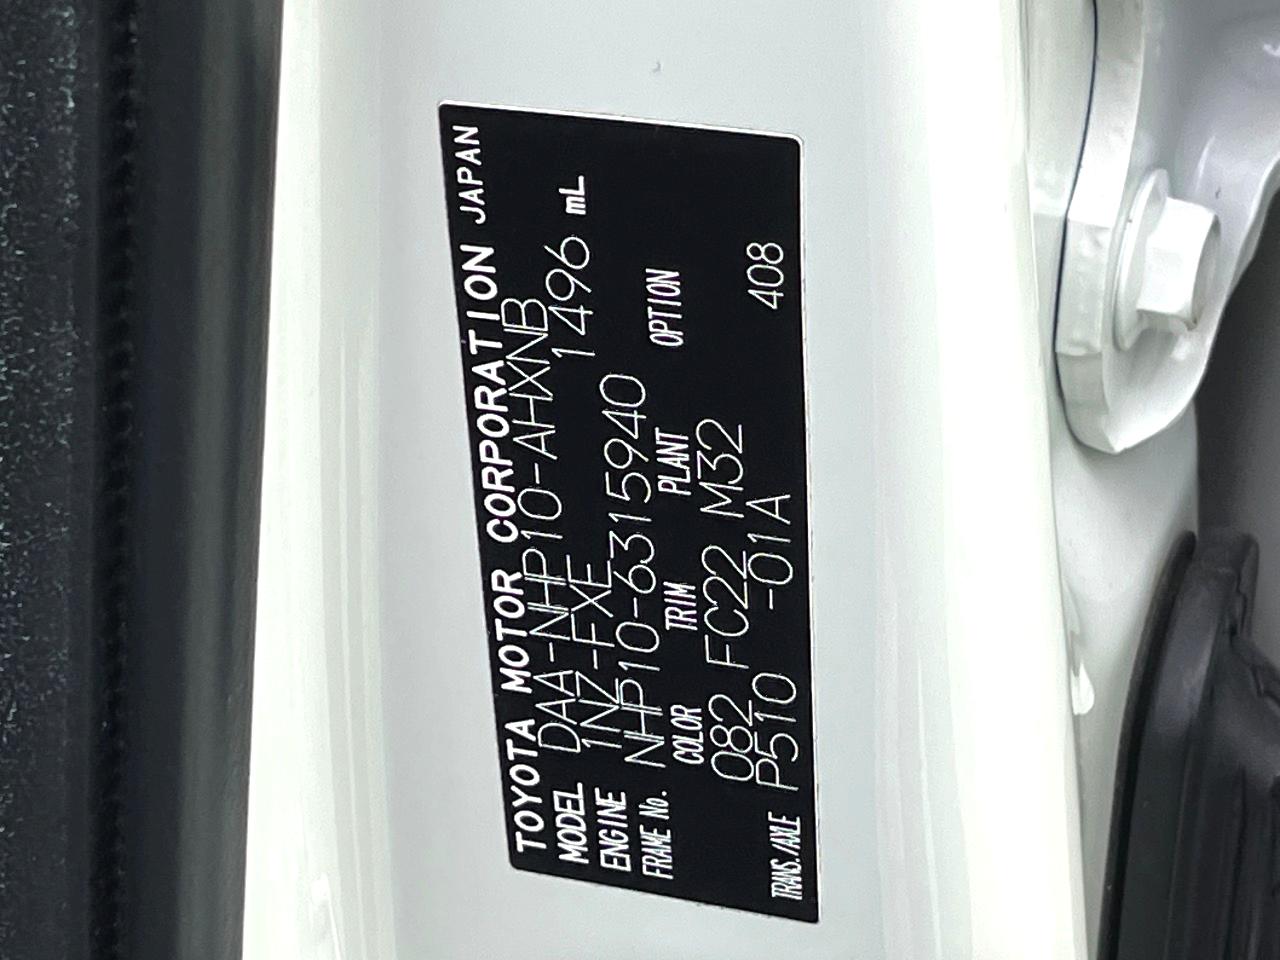 TOYOTA MOTOR CORPORATION JAPAN
MODEL DAA-NHP10-AHXNB
ENGINE 1NZ-FXE 1496 mL
FRAME No. NHP10-6315940
COLOR TRIM PLANT OPTION
082 FC22 M32
TRANS./AXLE P510 -01A 408